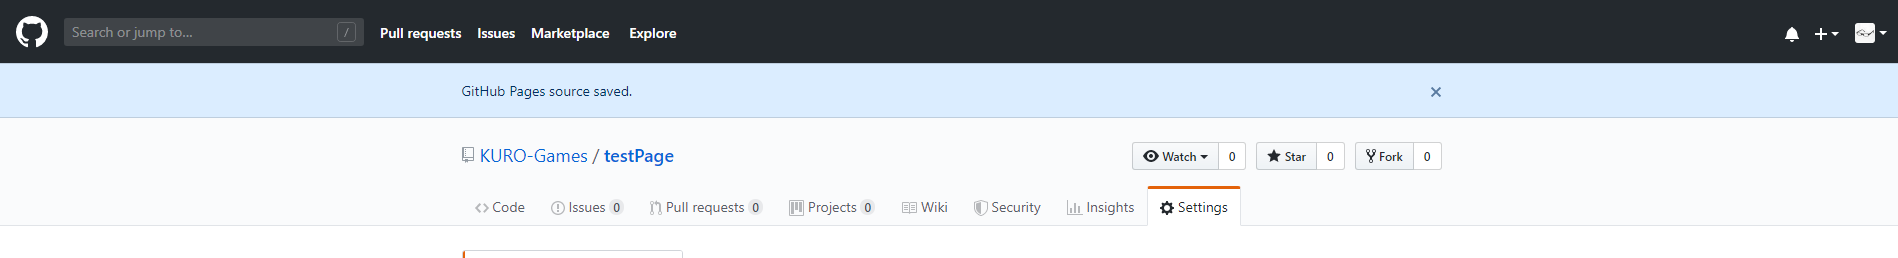 Search or jump to... / Pull requests Issues Marketplace Explore
GitHub Pages source saved.
KURO-Games / testPage Watch 0 Star 0 Fork 0
Code Issues 0 Pull requests 0 Projects 0 Wiki Security Insights Settings